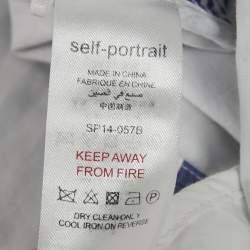 self-portrait
MADE IN CHINA
FABRIQUÉ EN CHINE
صنع في الصين
中国制造
SP14-057B
KEEP AWAY
FROM FIRE
DRY CLEAN ONLY
COOL IRON ON REVERSE